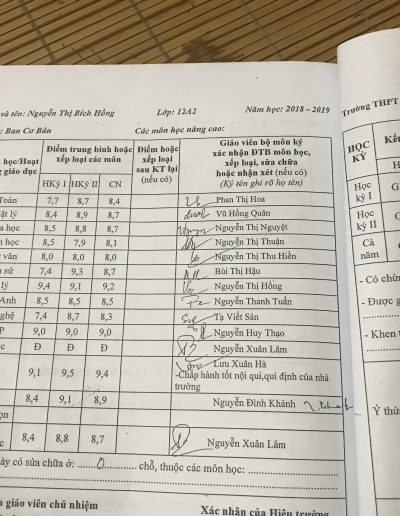 và tên: Nguyễn Thị Bích Hồng Lớp: 12A2 Năm học: 2018 - 2019
: Ban Cơ Bản Các môn học nâng cao:
n học/Hoạt
g giáo dục
Điểm trung bình hoặc
xếp loại các môn
HKỳ I HKỳ II CN
Điểm hoặc
xếp loại
sau KT lại
(nếu có)
Giáo viên bộ môn ký
xác nhận ĐTB môn học,
xếp loại, sửa chữa
hoặc nhận xét (nếu có)
(Ký tên ghi rõ họ tên)
Toán 7,7 8,7 8,4 Phan Thị Hoa
ật lý 8,4 8,9 8,7 Vũ Hồng Quân
a học 8,5 8,8 8,7 Nguyễn Thị Nguyệt
h học 8,5 7,9 8,1 Nguyễn Thị Thuận
văn 8,0 8,0 8,0 Nguyễn Thị Thu Hiền
h sử 7,4 9,3 8,7 Bùi Thị Hậu
lý 9,4 9,1 9,2 Nguyễn Thị Hồng
Anh 8,5 8,5 8,5 Nguyễn Thanh Tuấn
nghệ 7,4 8,7 8,3 Tạ Viết Sản
P 9,0 9,0 9,0 Nguyễn Huy Thạo
c Đ Đ Đ Nguyễn Xuân Lâm
9,1 9,5 9,4 Lưu Xuân Hà
-Chấp hành tốt nội qui,qui định của nhà
trường
8,4 9,1 8,9 Nguyễn Đình Khánh
ọn
c 8,4 8,8 8,7 Nguyễn Xuân Lâm
ày có sửa chữa ở: 0 chỗ, thuộc các môn học:
a giáo viên chủ nhiệm Xác nhận của Hiệu trưởng
Trường THPT
HỌC
KỲ
Kế
H
Học
kỳ I
G
Học
kỳ II
G
Cả
năm
- Có chứn
- Được g
- Khen t
Ý thức